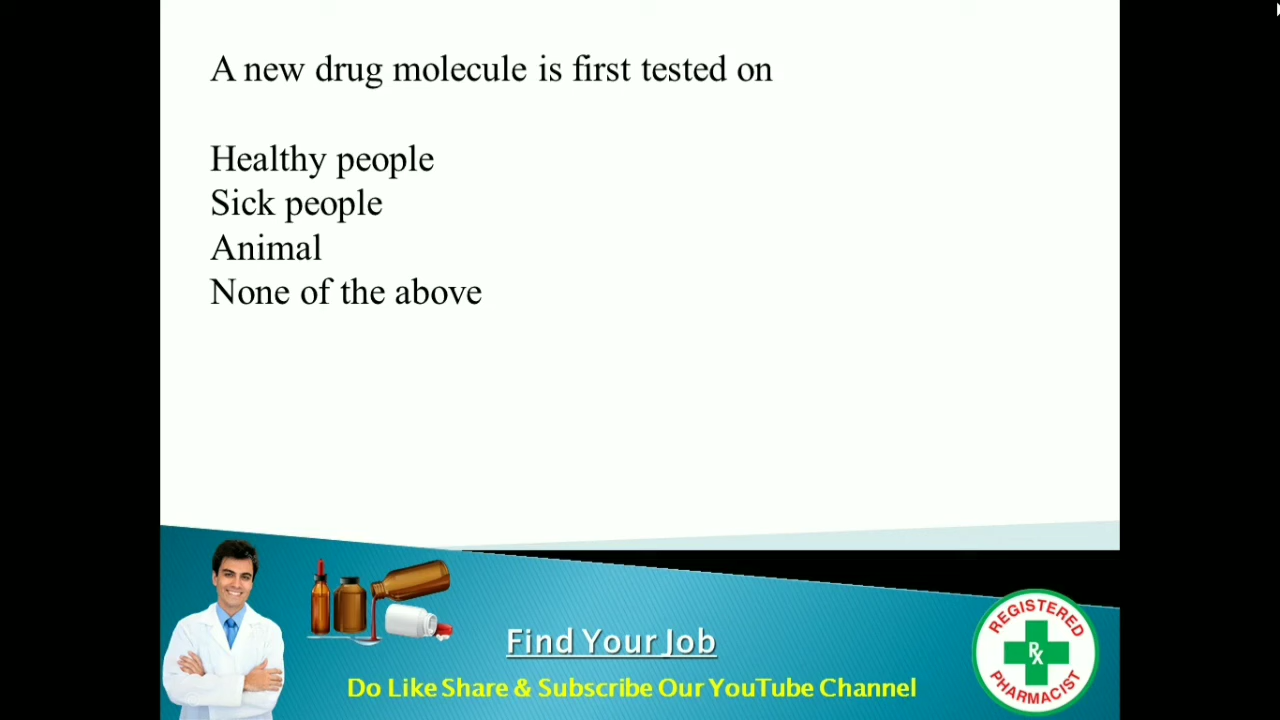 A new drug molecule is first tested on
Healthy people
Sick people
Animal
None of the above
Find Your Job
Do Like Share & Subscribe Our YouTube Channel
REGISTERED
Rx
PHARMACIST